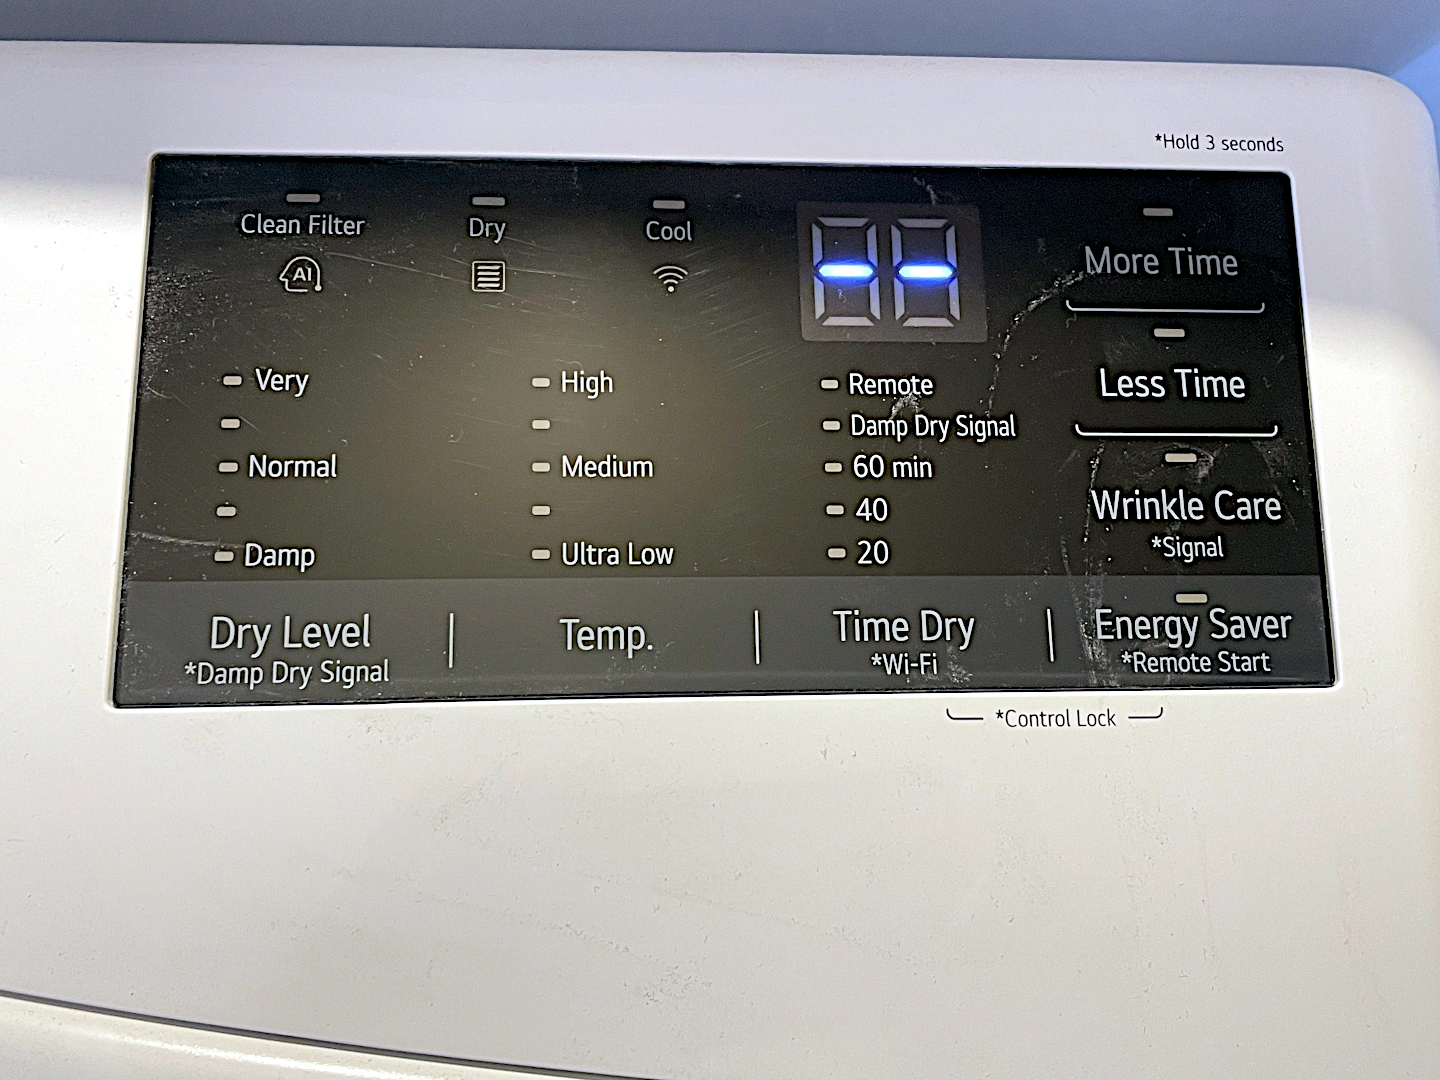 *Hold 3 seconds
Clean Filter
Dry
Cool
AI
--
More Time
Less Time
Wrinkle Care
*Signal
Energy Saver
*Remote Start
Very
Normal
Damp
High
Medium
Ultra Low
Remote
Damp Dry Signal
60 min
40
20
Dry Level
*Damp Dry Signal
Temp.
Time Dry
*Wi-Fi
*Control Lock